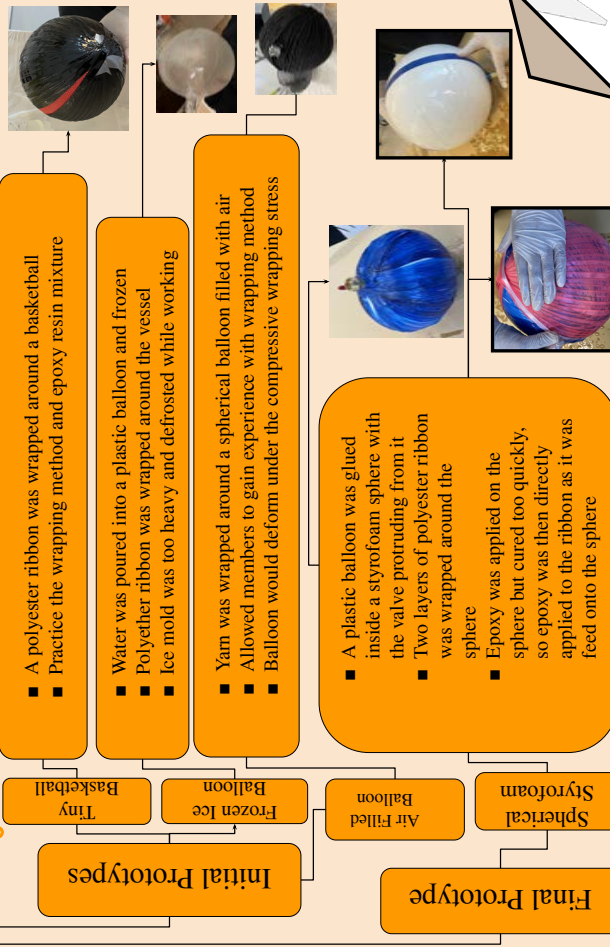 Initial Prototypes
Tiny
Basketball
■ A polyester ribbon was wrapped around a basketball
■ Practice the wrapping method and epoxy resin mixture
Frozen Ice
Balloon
■ Water was poured into a plastic balloon and frozen
■ Polyether ribbon was wrapped around the vessel
■ Ice mold was too heavy and defrosted while working
Air Filled
Balloon
■ Yarn was wrapped around a spherical balloon filled with air
■ Allowed members to gain experience with wrapping method
■ Balloon would deform under the compressive wrapping stress
Final Prototype
Spherical
Styrofoam
■ A plastic balloon was glued
inside a styrofoam sphere with
the valve protruding from it
■ Two layers of polyester ribbon
was wrapped around the
sphere
■ Epoxy was applied on the
sphere but cured too quickly,
so epoxy was then directly
applied to the ribbon as it was
feed onto the sphere